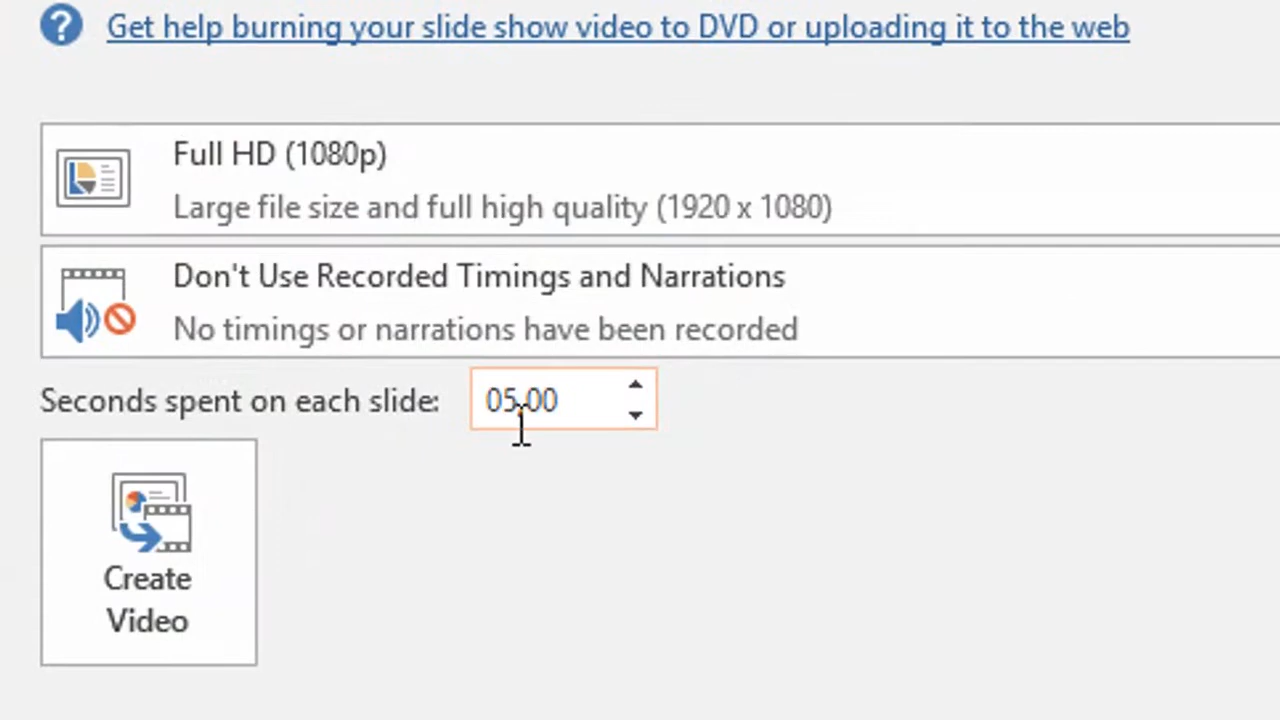 Get help burning your slide show video to DVD or uploading it to the web
Full HD (1080p)
Large file size and full high quality (1920 x 1080)
Don't Use Recorded Timings and Narrations
No timings or narrations have been recorded
Seconds spent on each slide: 05.00
Create
Video